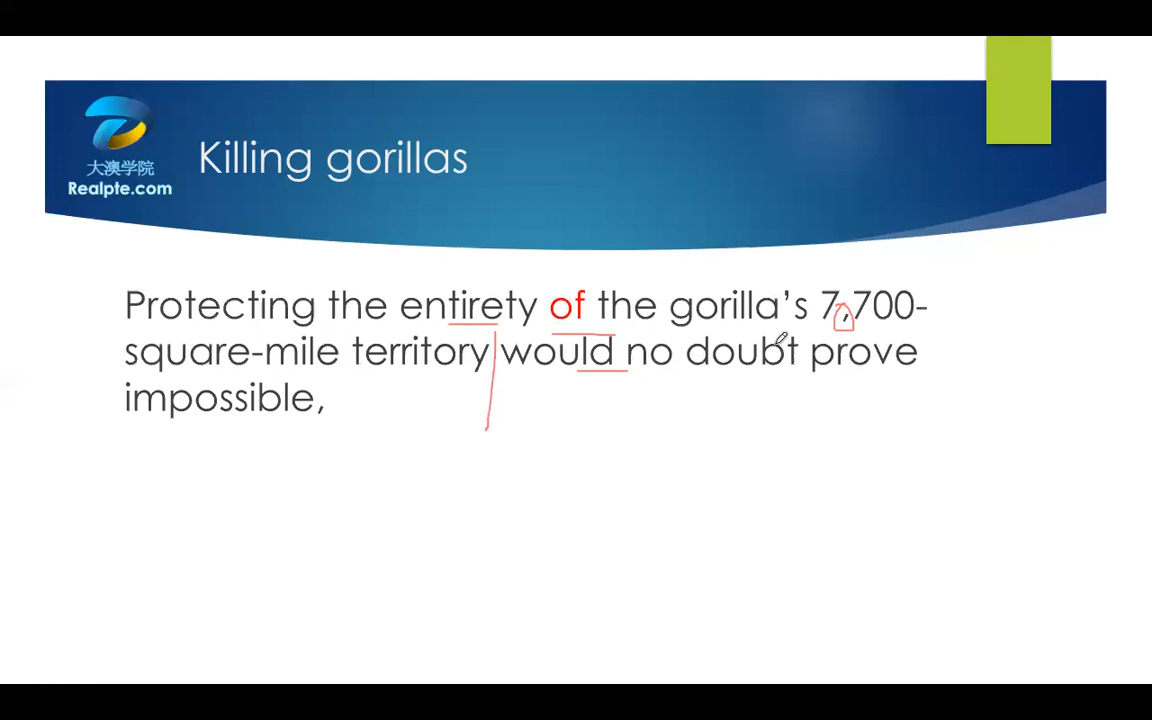 大澳学院
Realpte.com
Killing gorillas
Protecting the entirety of the gorilla’s 7,700-
square-mile territory would no doubt prove
impossible,